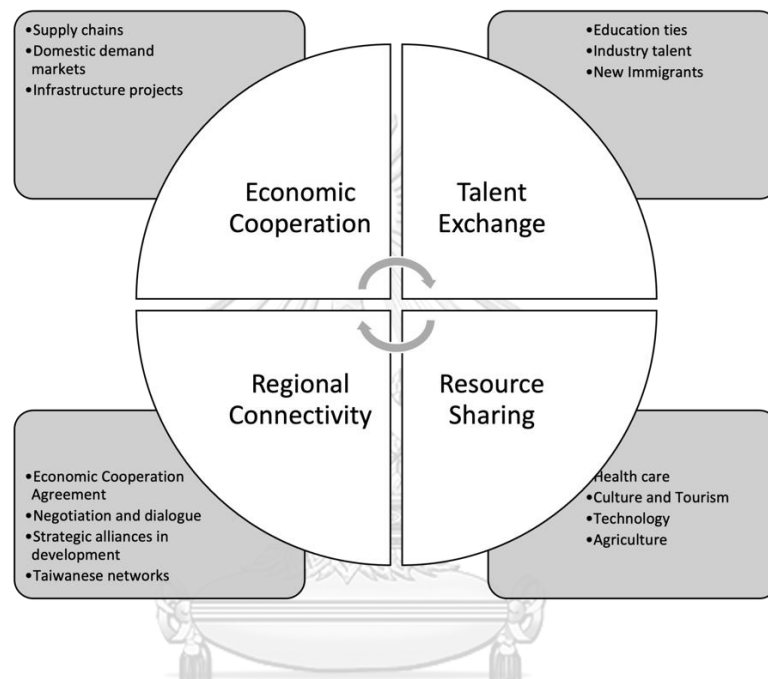 •Supply chains
•Domestic demand
markets
•Infrastructure projects
•Education ties
•Industry talent
•New Immigrants
Economic
Cooperation
Talent
Exchange
Regional
Connectivity
Resource
Sharing
•Economic Cooperation
Agreement
•Negotiation and dialogue
•Strategic alliances in
development
•Taiwanese networks
•Health care
•Culture and Tourism
•Technology
•Agriculture